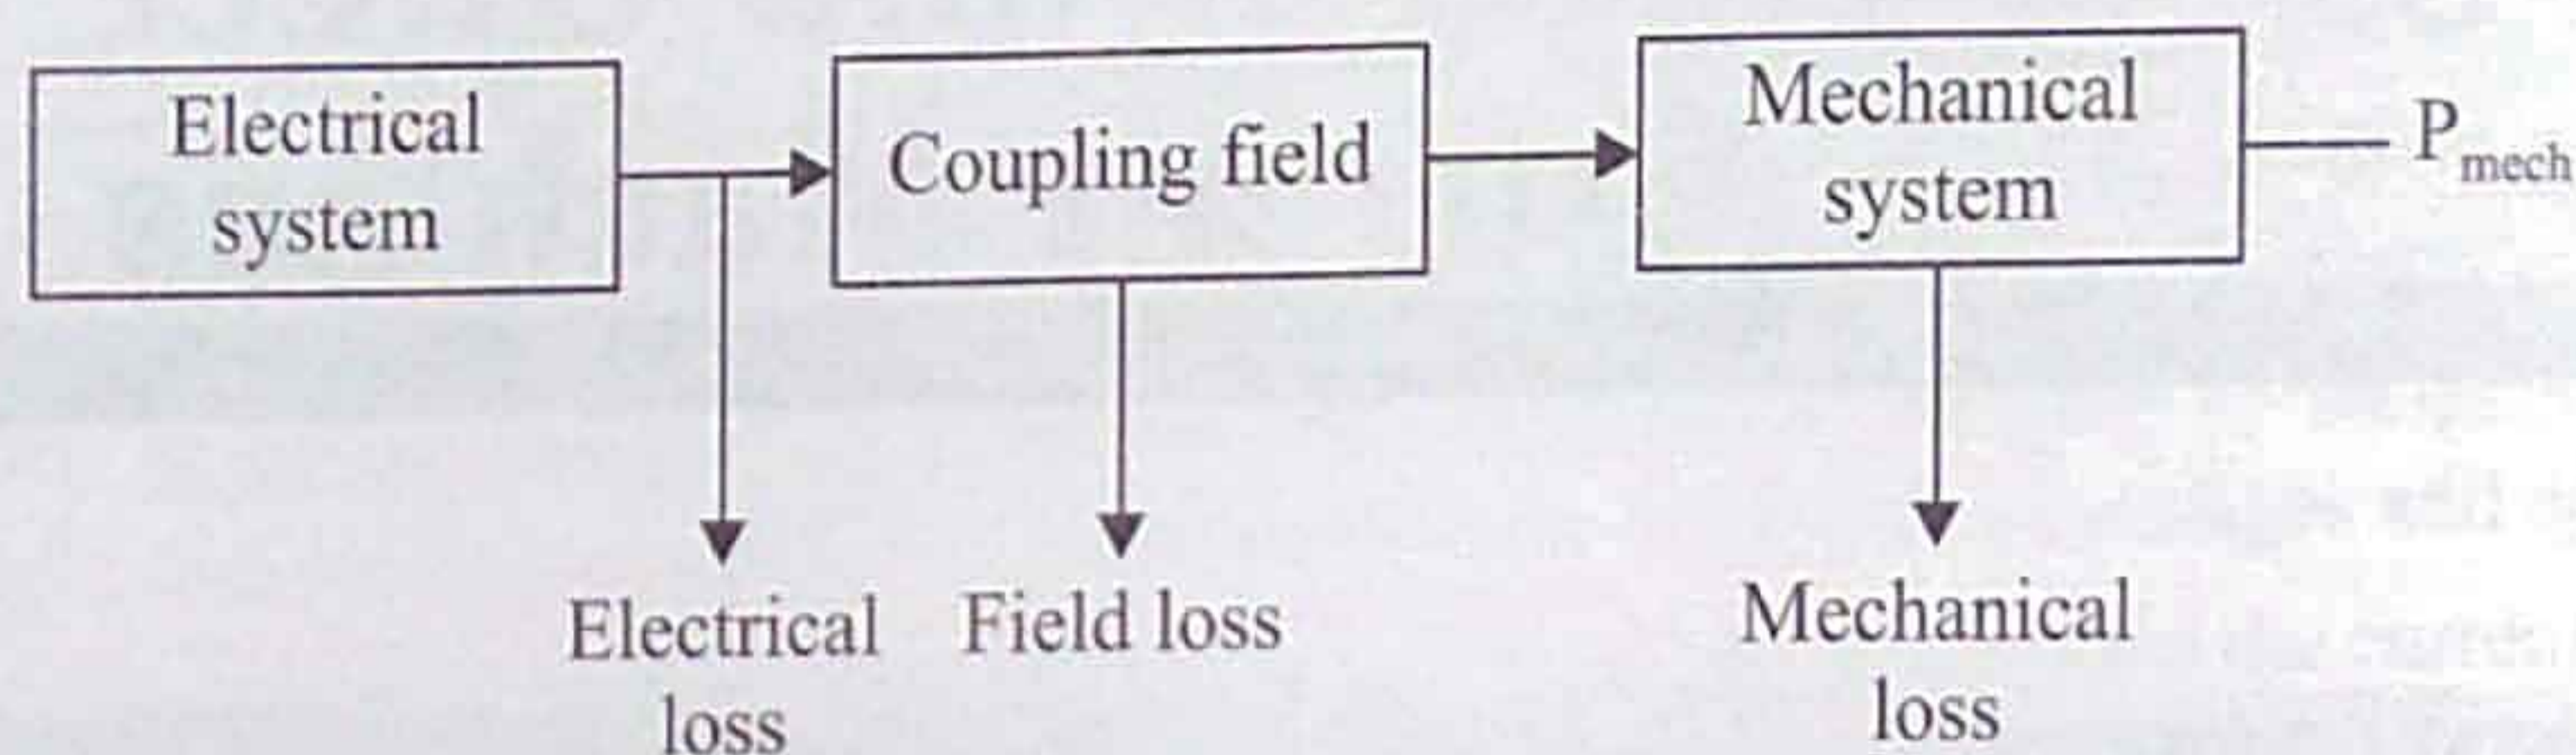 Electrical
system
Coupling field
Mechanical
system
P mech
Electrical
loss
Field loss
Mechanical
loss